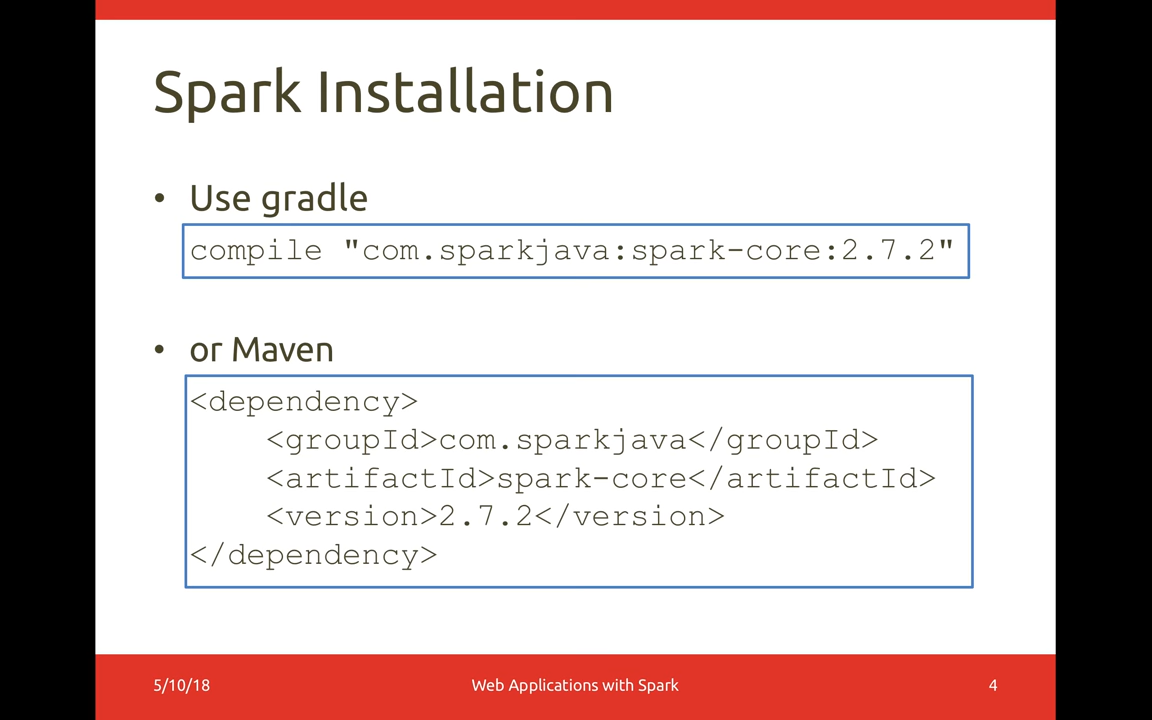 Spark Installation
• Use gradle
compile "com.sparkjava:spark-core:2.7.2"
• or Maven
<dependency>
    <groupId>com.sparkjava</groupId>
    <artifactId>spark-core</artifactId>
    <version>2.7.2</version>
</dependency>
5/10/18
Web Applications with Spark
4